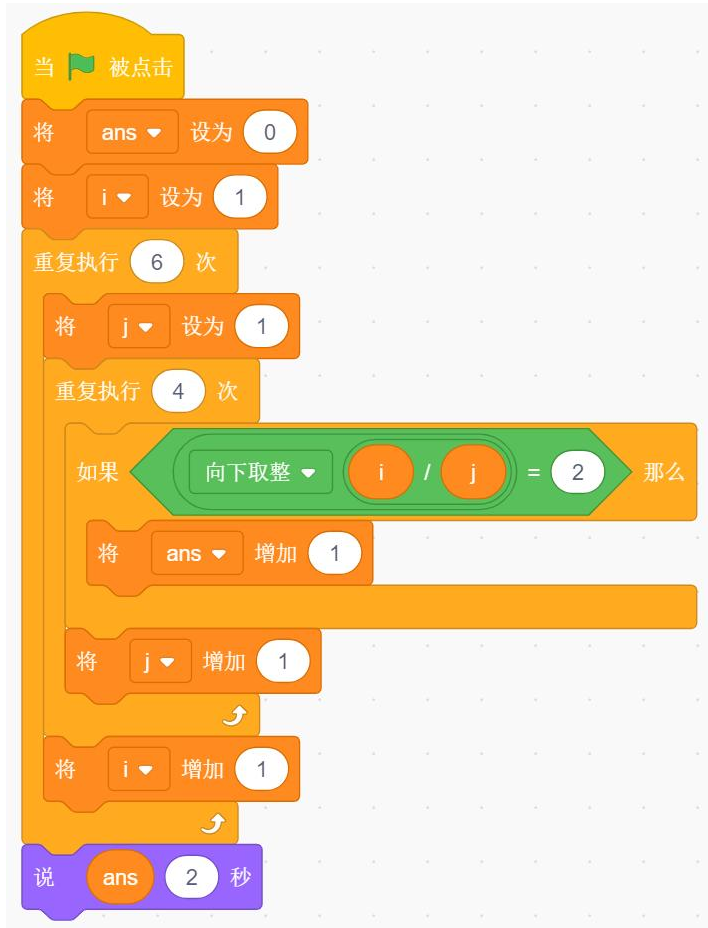 当 被点击
将 ans 设为 0
将 i 设为 1
重复执行 6 次
将 j 设为 1
重复执行 4 次
如果 向下取整 i / j = 2 那么
将 ans 增加 1
将 j 增加 1
将 i 增加 1
说 ans 2 秒